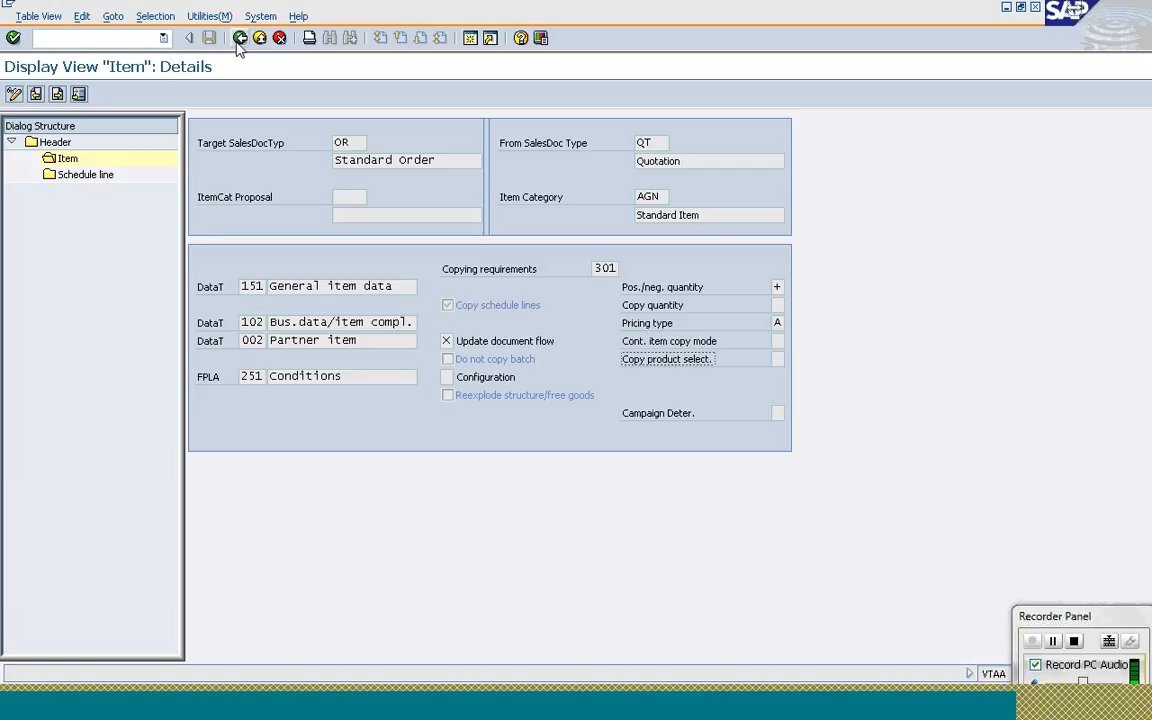 Table View Edit Goto Selection Utilities(M) System Help
SAP
Display View "Item": Details
Dialog Structure
Header
Item
Schedule line
Target SalesDocTyp OR
Standard Order
From SalesDoc Type QT
Quotation
ItemCat Proposal
Item Category AGN
Standard Item
Copying requirements 301
DataT 151 General item data
DataT 102 Bus.data/item compl.
DataT 002 Partner item
FPLA 251 Conditions
Copy schedule lines
X Update document flow
Do not copy batch
Configuration
Reexplode structure/free goods
Pos./neg. quantity +
Copy quantity
Pricing type A
Cont. item copy mode
Copy product select.
Campaign Deter.
Recorder Panel
Record PC Audio
VTAA